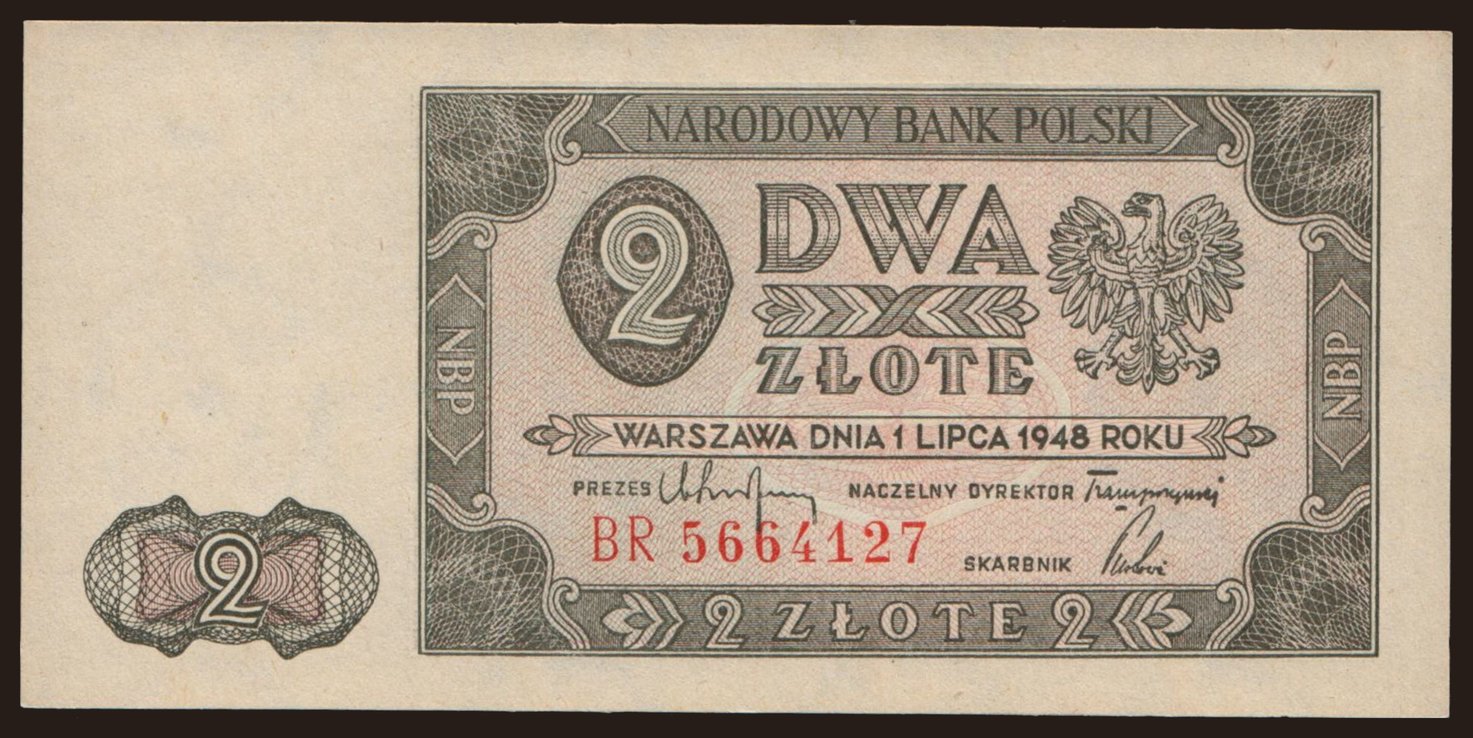 NARODOWY BANK POLSKI
2
DWA
ZŁOTE
NBP
NBP
WARSZAWA DNIA 1 LIPCA 1948 ROKU
PREZES NACZELNY DYREKTOR
BR 5664127
SKARBNIK
2
2 ZŁOTE 2